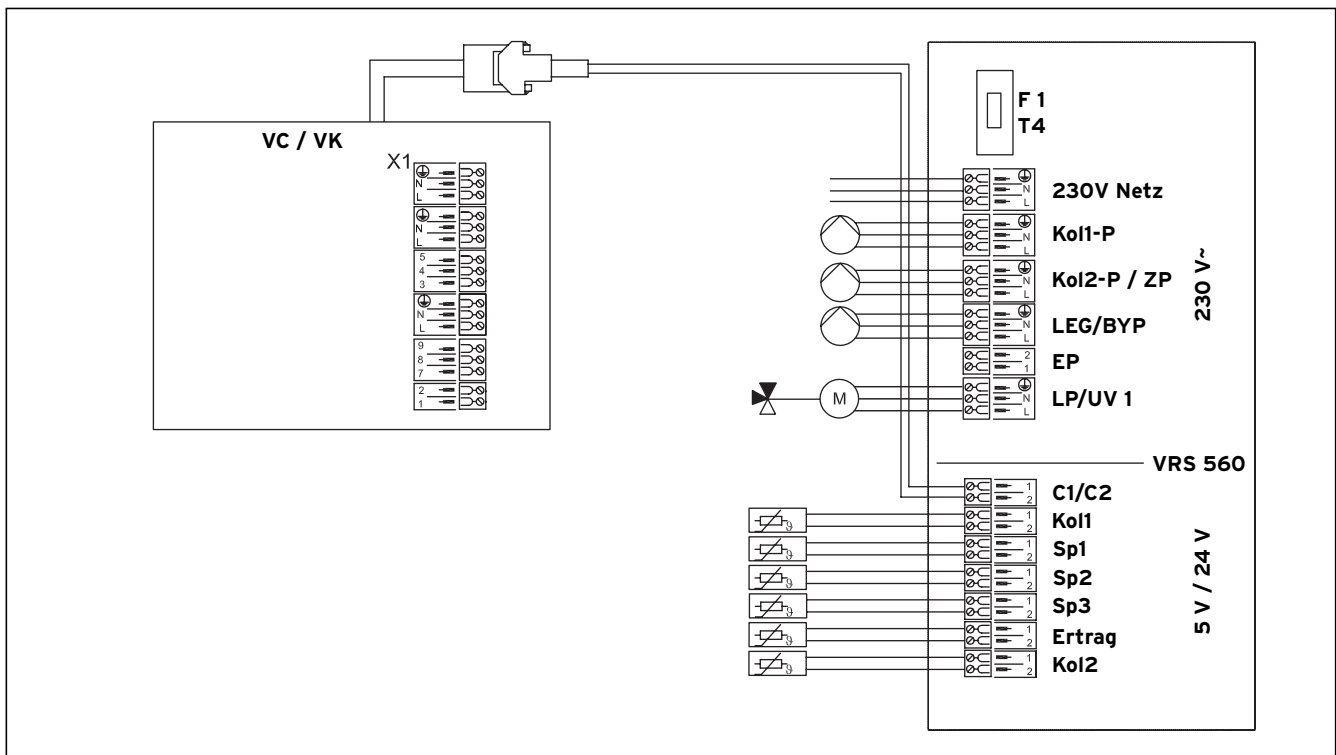 VC / VK
X1
N
L
N
L
5
4
3
N
L
9
8
7
2
1
F 1
T4
N
L
230V Netz
N
L
Kol1-P
N
L
Kol2-P / ZP
N
L
LEG/BYP
2
1
EP
M
N
L
LP/UV 1
230 V~
VRS 560
1
2
C1/C2
ϑ
1
2
Kol1
ϑ
1
2
Sp1
ϑ
1
2
Sp2
ϑ
1
2
Sp3
ϑ
1
2
Ertrag
ϑ
1
2
Kol2
5 V / 24 V